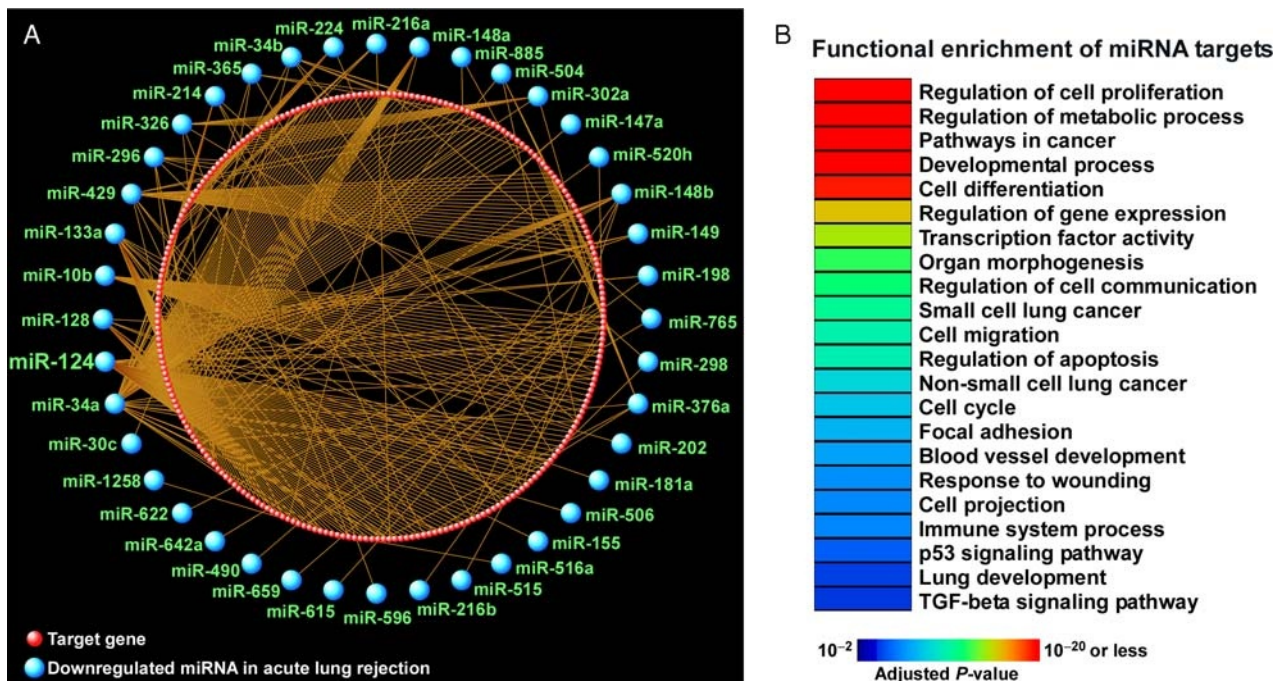 A
miR-216a
miR-224
miR-148a
miR-34b
miR-885
miR-365
miR-504
miR-214
miR-302a
miR-326
miR-147a
miR-296
miR-520h
miR-429
miR-148b
miR-133a
miR-149
miR-10b
miR-198
miR-128
miR-765
miR-124
miR-298
miR-34a
miR-376a
miR-30c
miR-202
miR-1258
miR-181a
miR-622
miR-506
miR-642a
miR-155
miR-490
miR-516a
miR-659
miR-515
miR-615
miR-216b
miR-596
Target gene
Downregulated miRNA in acute lung rejection
B
Functional enrichment of miRNA targets
Regulation of cell proliferation
Regulation of metabolic process
Pathways in cancer
Developmental process
Cell differentiation
Regulation of gene expression
Transcription factor activity
Organ morphogenesis
Regulation of cell communication
Small cell lung cancer
Cell migration
Regulation of apoptosis
Non-small cell lung cancer
Cell cycle
Focal adhesion
Blood vessel development
Response to wounding
Cell projection
Immune system process
p53 signaling pathway
Lung development
TGF-beta signaling pathway
10⁻² 10⁻²⁰ or less
Adjusted P-value